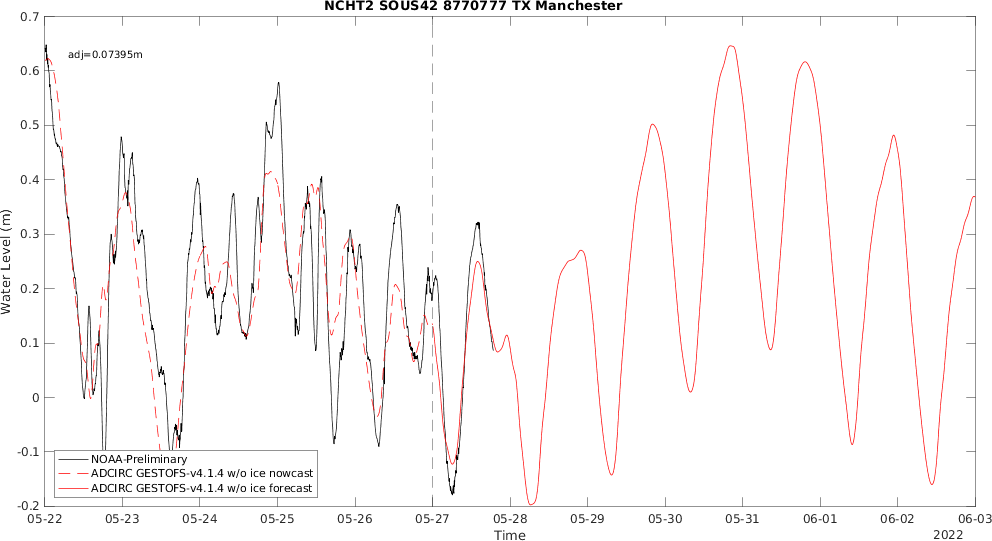 NCHT2 SOUS42 8770777 TX Manchester
adj=0.07395m
0.7
0.6
0.5
0.4
0.3
0.2
0.1
0
-0.1
-0.2
Water Level (m)
NOAA-Preliminary
ADCIRC GESTOFS-v4.1.4 w/o ice nowcast
ADCIRC GESTOFS-v4.1.4 w/o ice forecast
05-22 05-23 05-24 05-25 05-26 05-27 05-28 05-29 05-30 05-31 06-01 06-02 06-03
Time
2022